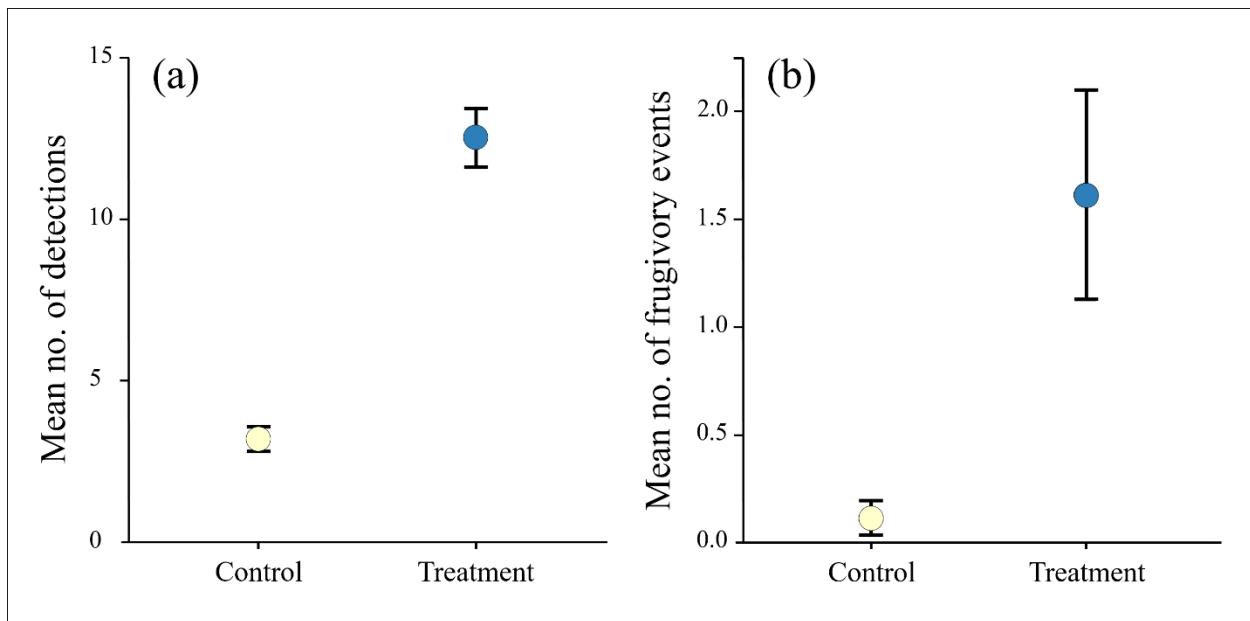 (a)
Mean no. of detections
15
10
5
0
Control
Treatment
(b)
Mean no. of frugivory events
2.0
1.5
1.0
0.5
0.0
Control
Treatment